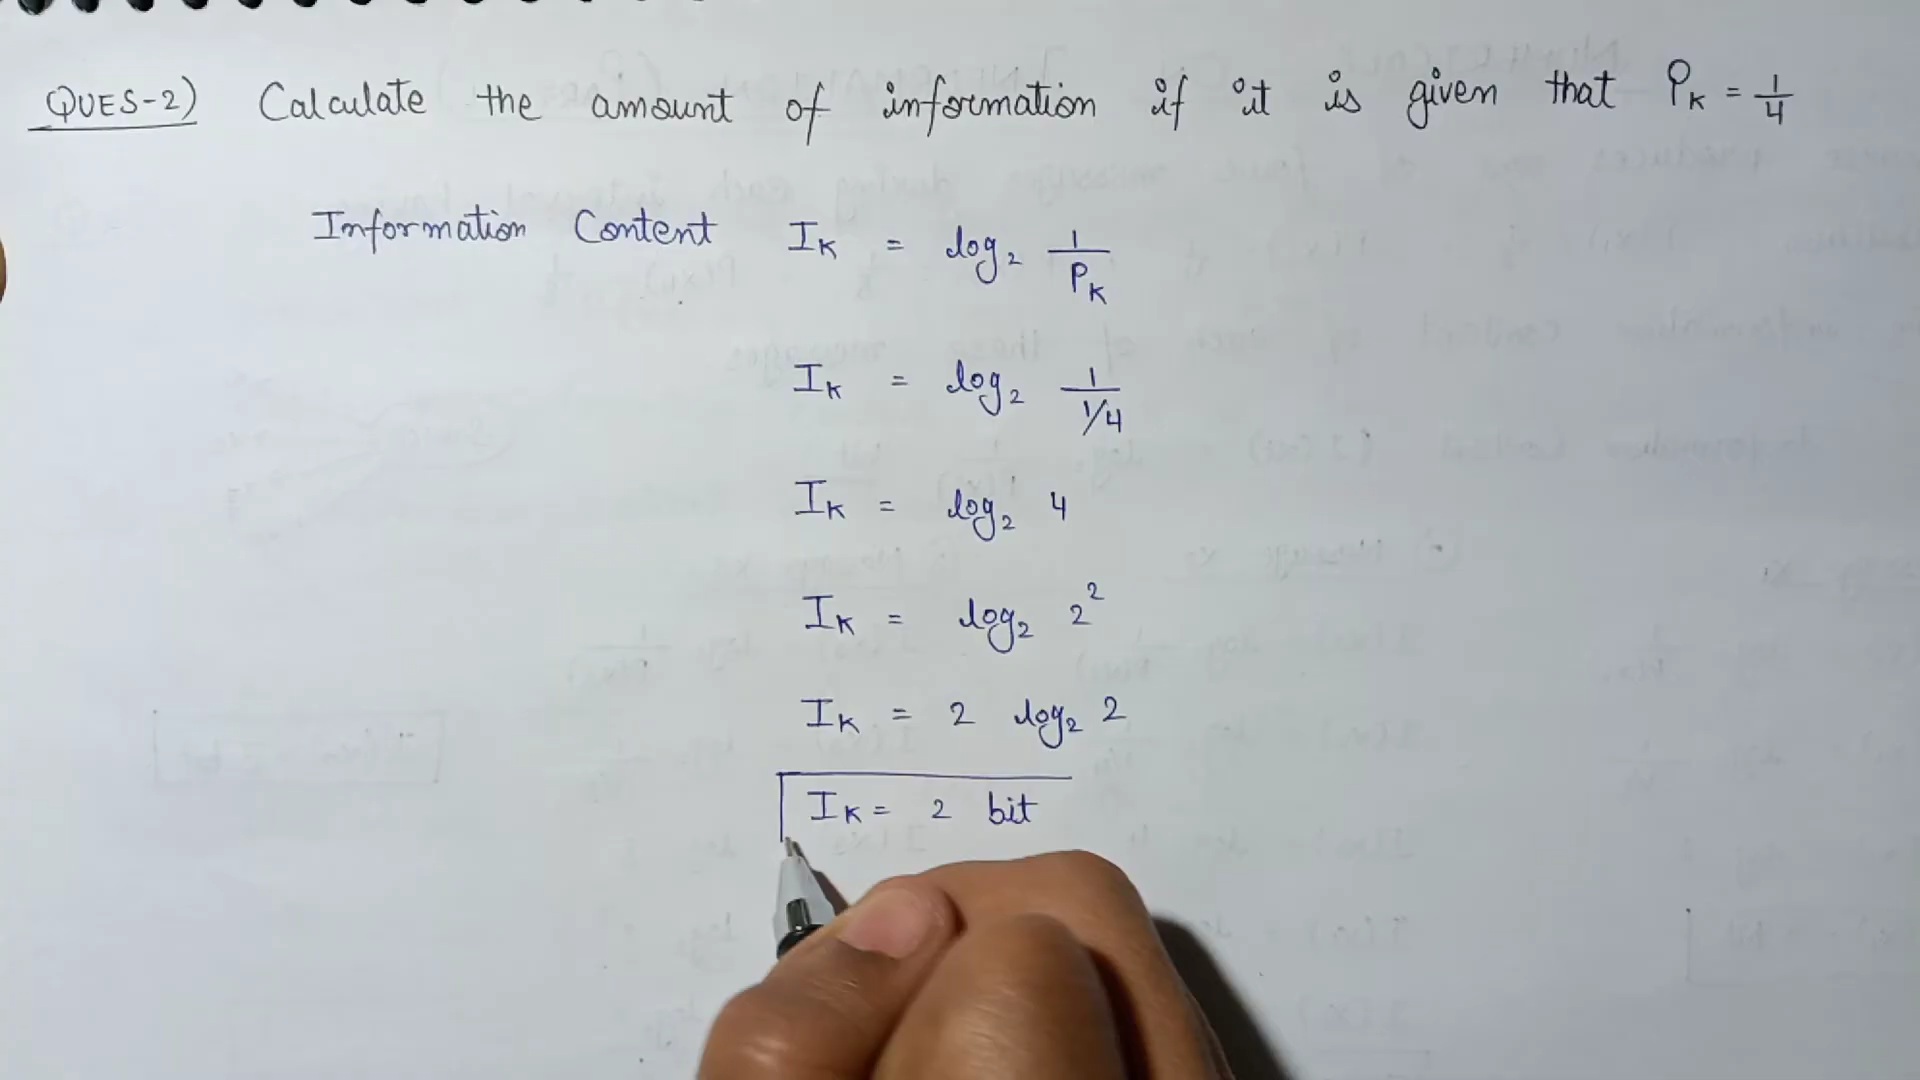 QUES-2) Calculate the amount of information if it is given that PK = 1/4
Information Content IK = log₂ 1/PK
IK = log₂ 1/1/4
IK = log₂ 4
IK = log₂ 2²
IK = 2 log₂ 2
IK = 2 bit